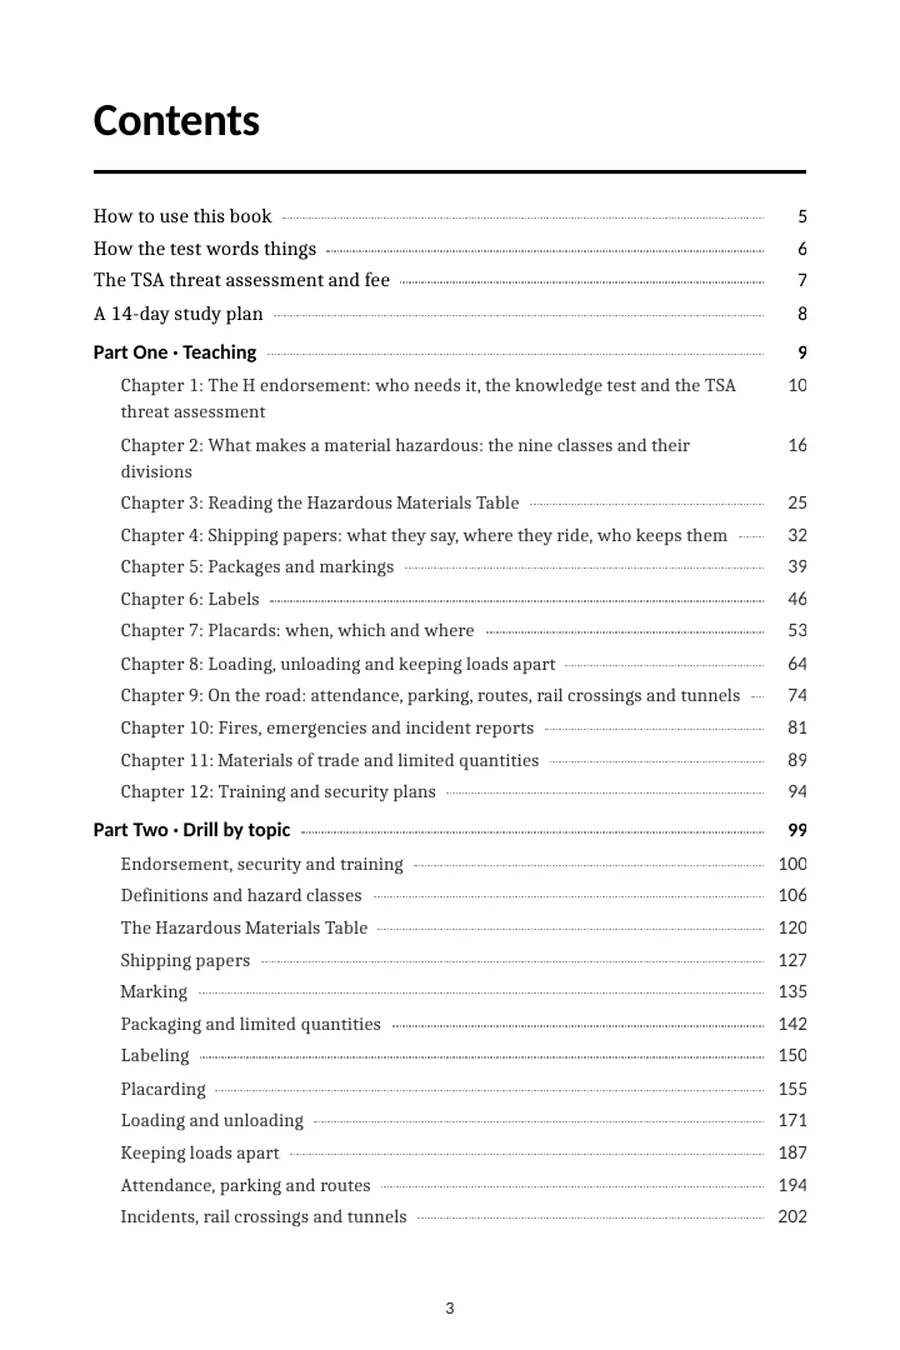 Contents
How to use this book 5
How the test words things 6
The TSA threat assessment and fee 7
A 14-day study plan 8
Part One · Teaching 9
Chapter 1: The H endorsement: who needs it, the knowledge test and the TSA 10
threat assessment
Chapter 2: What makes a material hazardous: the nine classes and their 16
divisions
Chapter 3: Reading the Hazardous Materials Table 25
Chapter 4: Shipping papers: what they say, where they ride, who keeps them 32
Chapter 5: Packages and markings 39
Chapter 6: Labels 46
Chapter 7: Placards: when, which and where 53
Chapter 8: Loading, unloading and keeping loads apart 64
Chapter 9: On the road: attendance, parking, routes, rail crossings and tunnels 74
Chapter 10: Fires, emergencies and incident reports 81
Chapter 11: Materials of trade and limited quantities 89
Chapter 12: Training and security plans 94
Part Two · Drill by topic 99
Endorsement, security and training 100
Definitions and hazard classes 106
The Hazardous Materials Table 120
Shipping papers 127
Marking 135
Packaging and limited quantities 142
Labeling 150
Placarding 155
Loading and unloading 171
Keeping loads apart 187
Attendance, parking and routes 194
Incidents, rail crossings and tunnels 202
3